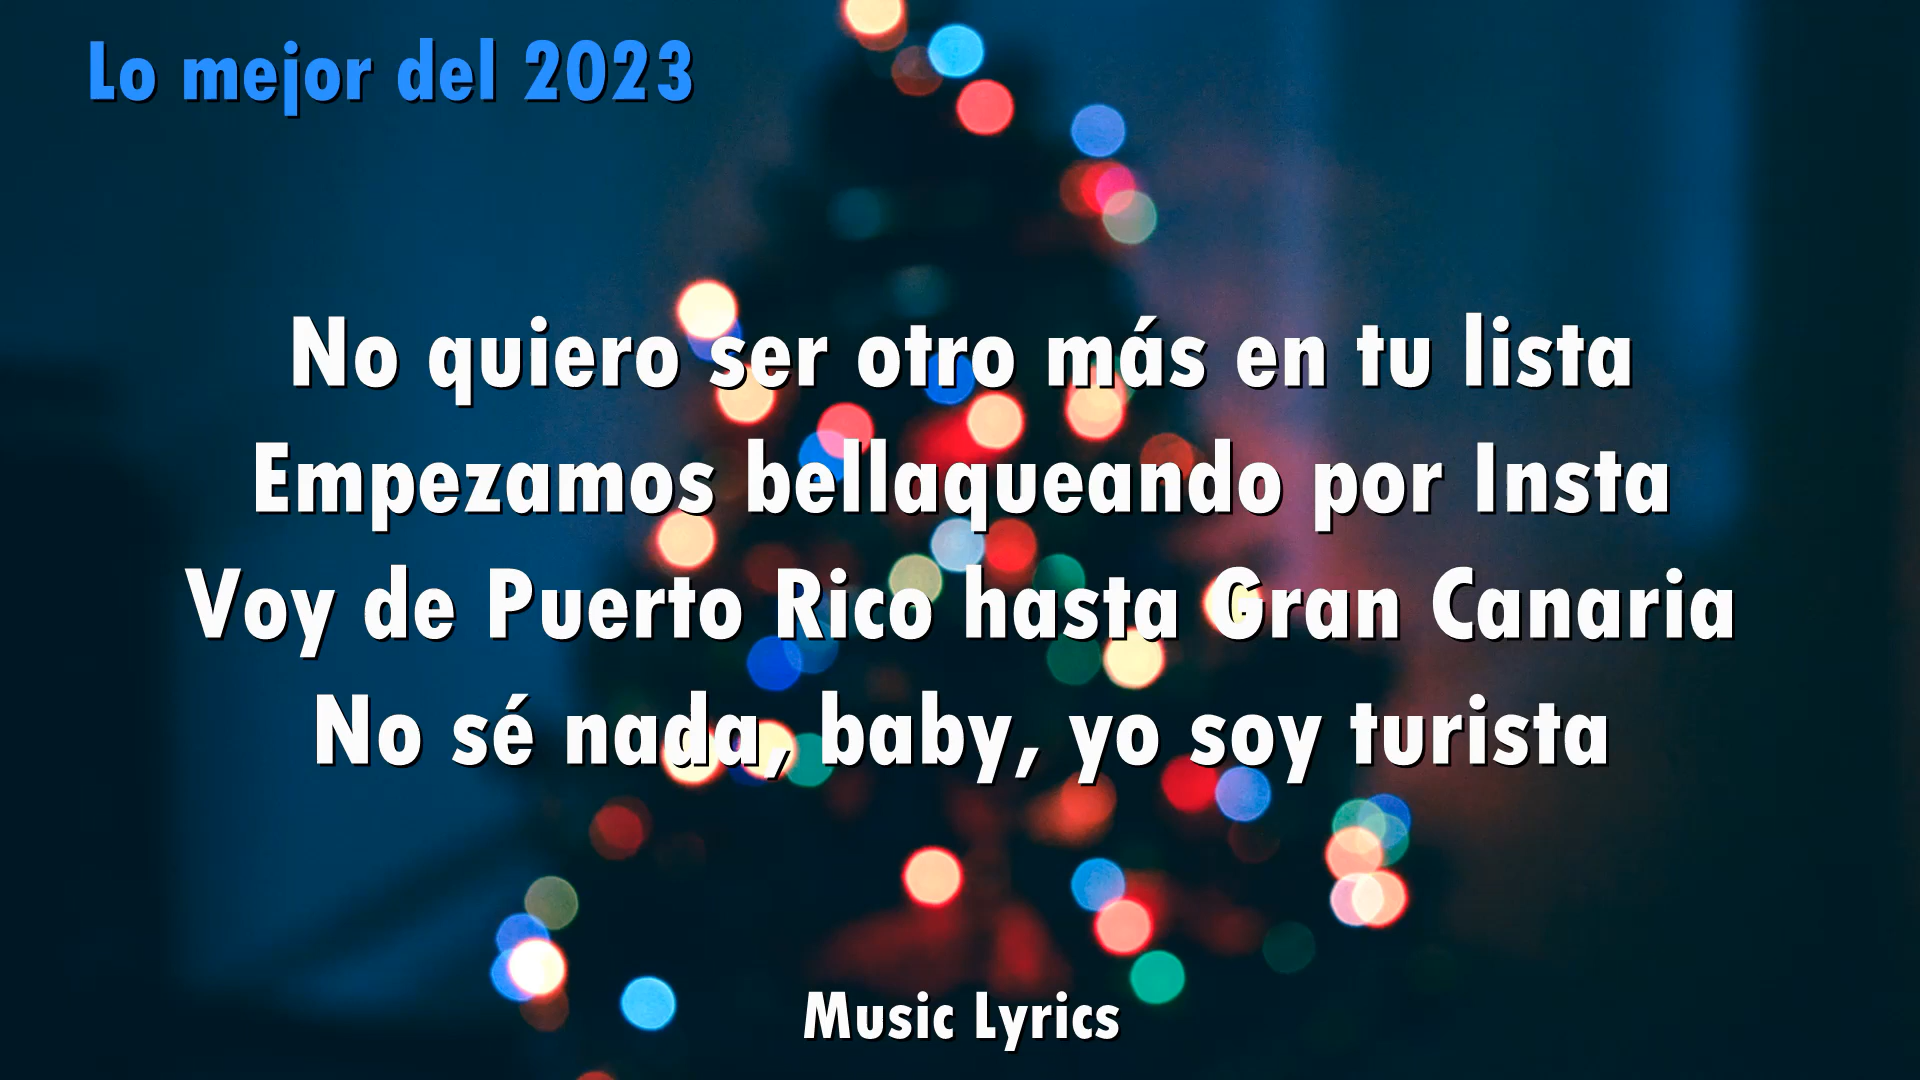 Lo mejor del 2023
No quiero ser otro más en tu lista
Empezamos bellaqueando por Insta
Voy de Puerto Rico hasta Gran Canaria
No sé nada, baby, yo soy turista
Music Lyrics